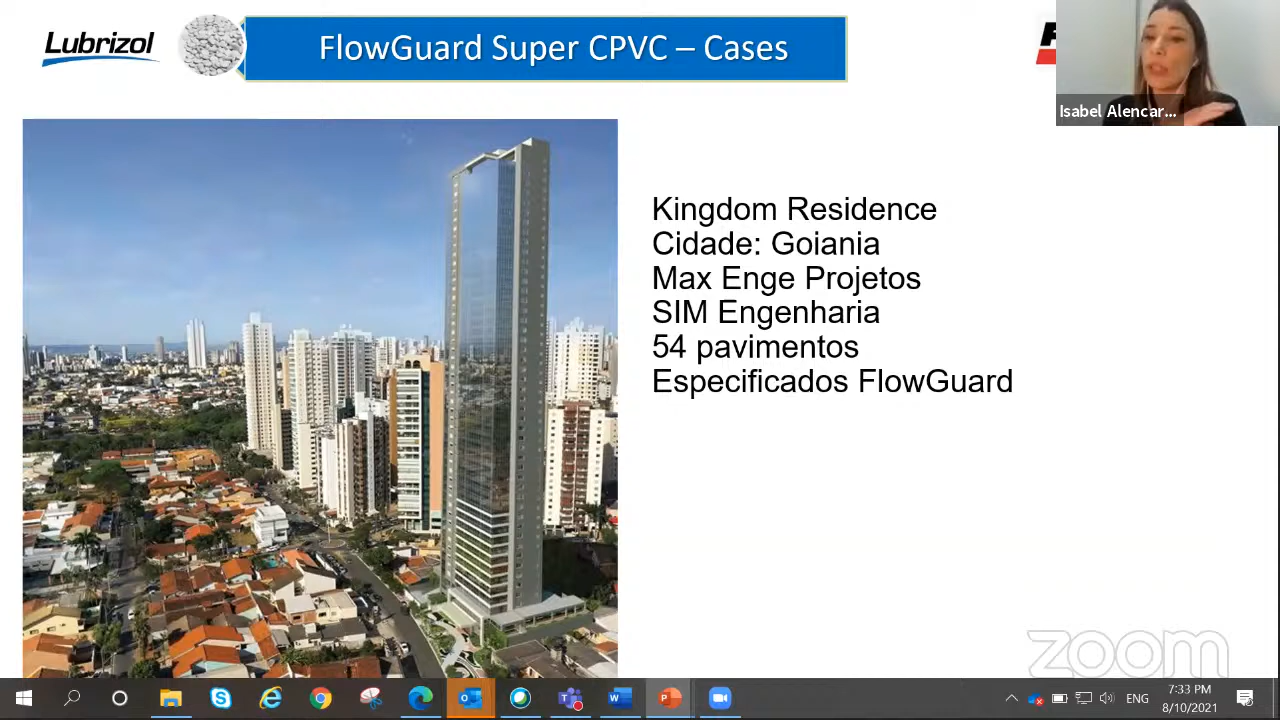 Lubrizol
FlowGuard Super CPVC – Cases
Isabel Alencar...
Kingdom Residence
Cidade: Goiania
Max Enge Projetos
SIM Engenharia
54 pavimentos
Especificados FlowGuard
zoom
ENG
7:33 PM
8/10/2021